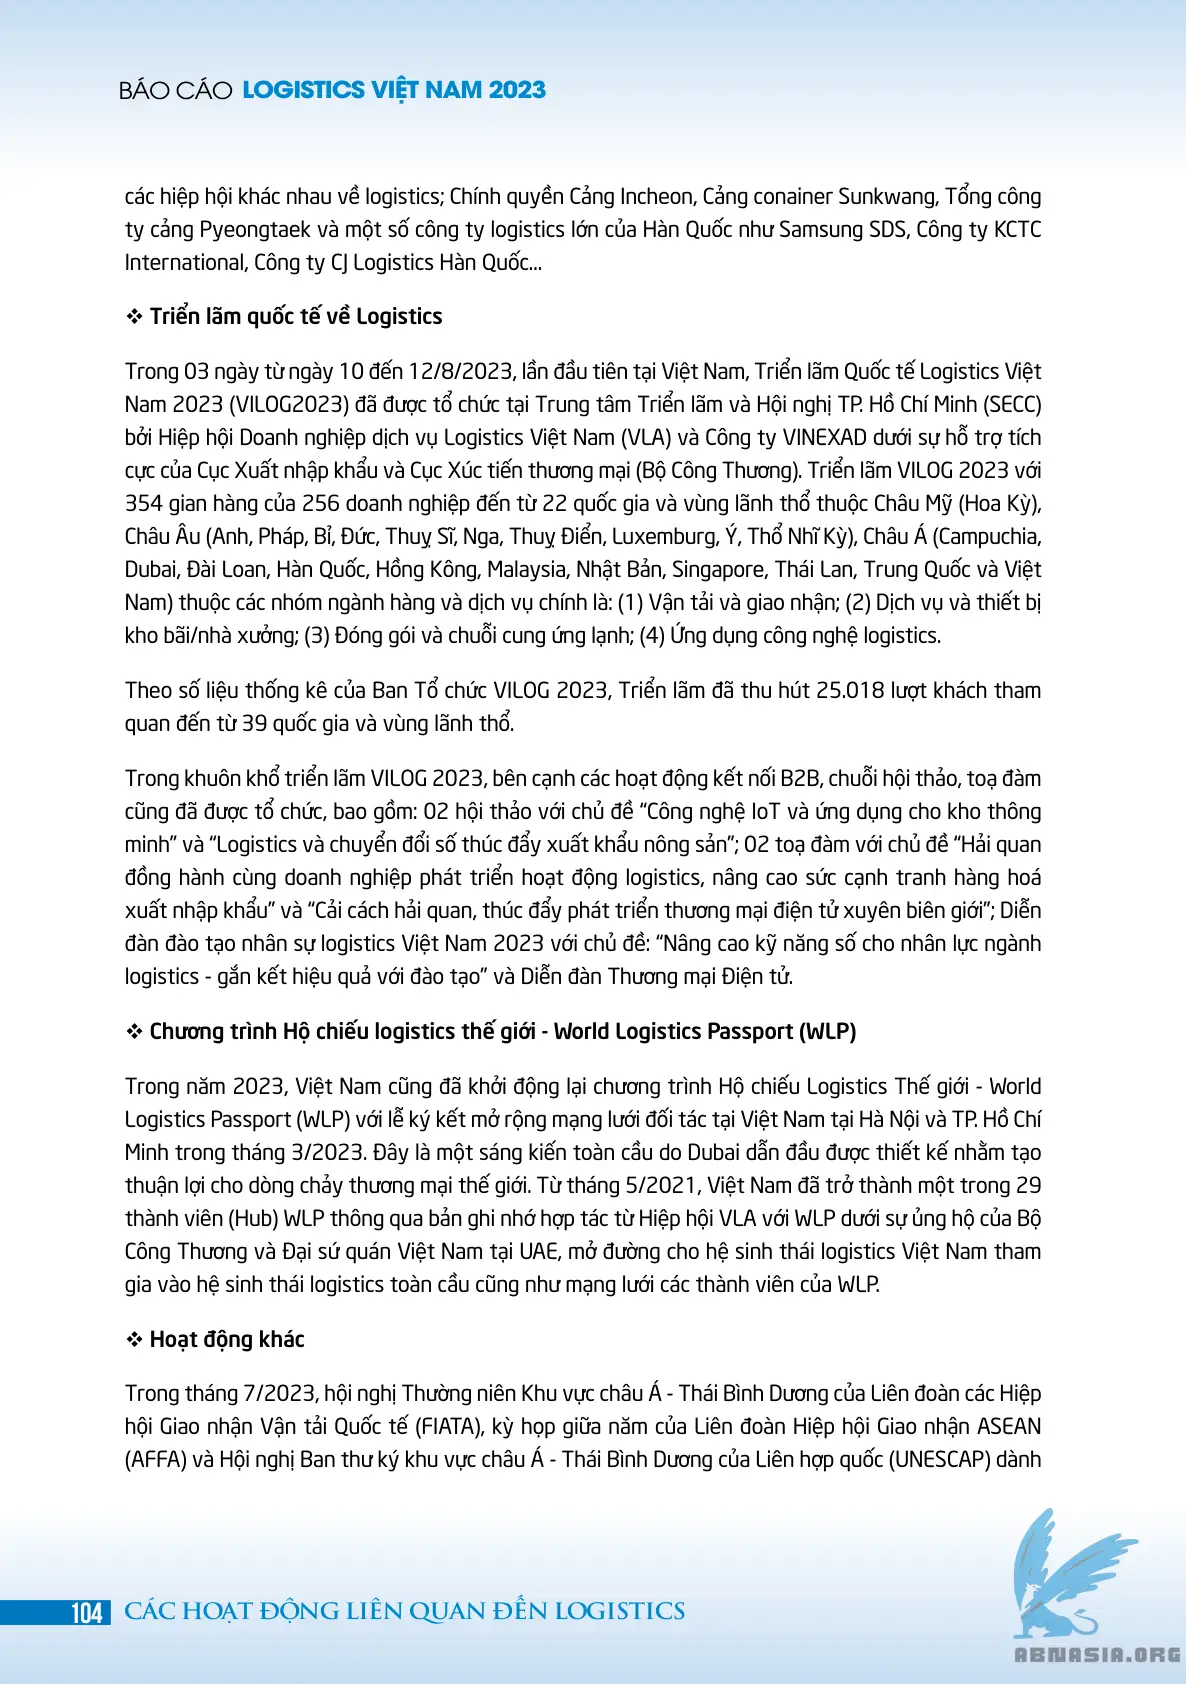 BÁO CÁO LOGISTICS VIỆT NAM 2023
các hiệp hội khác nhau về logistics; Chính quyền Cảng Incheon, Cảng conainer Sunkwang, Tổng công
ty cảng Pyeongtaek và một số công ty logistics lớn của Hàn Quốc như Samsung SDS, Công ty KCTC
International, Công ty CJ Logistics Hàn Quốc...
❖ Triển lãm quốc tế về Logistics
Trong 03 ngày từ ngày 10 đến 12/8/2023, lần đầu tiên tại Việt Nam, Triển lãm Quốc tế Logistics Việt
Nam 2023 (VILOG2023) đã được tổ chức tại Trung tâm Triển lãm và Hội nghị TP. Hồ Chí Minh (SECC)
bởi Hiệp hội Doanh nghiệp dịch vụ Logistics Việt Nam (VLA) và Công ty VINEXAD dưới sự hỗ trợ tích
cực của Cục Xuất nhập khẩu và Cục Xúc tiến thương mại (Bộ Công Thương). Triển lãm VILOG 2023 với
354 gian hàng của 256 doanh nghiệp đến từ 22 quốc gia và vùng lãnh thổ thuộc Châu Mỹ (Hoa Kỳ),
Châu Âu (Anh, Pháp, Bỉ, Đức, Thuỵ Sĩ, Nga, Thuỵ Điển, Luxemburg, Ý, Thổ Nhĩ Kỳ), Châu Á (Campuchia,
Dubai, Đài Loan, Hàn Quốc, Hồng Kông, Malaysia, Nhật Bản, Singapore, Thái Lan, Trung Quốc và Việt
Nam) thuộc các nhóm ngành hàng và dịch vụ chính là: (1) Vận tải và giao nhận; (2) Dịch vụ và thiết bị
kho bãi/nhà xưởng; (3) Đóng gói và chuỗi cung ứng lạnh; (4) Ứng dụng công nghệ logistics.
Theo số liệu thống kê của Ban Tổ chức VILOG 2023, Triển lãm đã thu hút 25.018 lượt khách tham
quan đến từ 39 quốc gia và vùng lãnh thổ.
Trong khuôn khổ triển lãm VILOG 2023, bên cạnh các hoạt động kết nối B2B, chuỗi hội thảo, toạ đàm
cũng đã được tổ chức, bao gồm: 02 hội thảo với chủ đề “Công nghệ IoT và ứng dụng cho kho thông
minh” và “Logistics và chuyển đổi số thúc đẩy xuất khẩu nông sản”; 02 toạ đàm với chủ đề “Hải quan
đồng hành cùng doanh nghiệp phát triển hoạt động logistics, nâng cao sức cạnh tranh hàng hoá
xuất nhập khẩu” và “Cải cách hải quan, thúc đẩy phát triển thương mại điện tử xuyên biên giới”; Diễn
đàn đào tạo nhân sự logistics Việt Nam 2023 với chủ đề: “Nâng cao kỹ năng số cho nhân lực ngành
logistics - gắn kết hiệu quả với đào tạo” và Diễn đàn Thương mại Điện tử.
❖ Chương trình Hộ chiếu logistics thế giới - World Logistics Passport (WLP)
Trong năm 2023, Việt Nam cũng đã khởi động lại chương trình Hộ chiếu Logistics Thế giới - World
Logistics Passport (WLP) với lễ ký kết mở rộng mạng lưới đối tác tại Việt Nam tại Hà Nội và TP. Hồ Chí
Minh trong tháng 3/2023. Đây là một sáng kiến toàn cầu do Dubai dẫn đầu được thiết kế nhằm tạo
thuận lợi cho dòng chảy thương mại thế giới. Từ tháng 5/2021, Việt Nam đã trở thành một trong 29
thành viên (Hub) WLP thông qua bản ghi nhớ hợp tác từ Hiệp hội VLA với WLP dưới sự ủng hộ của Bộ
Công Thương và Đại sứ quán Việt Nam tại UAE, mở đường cho hệ sinh thái logistics Việt Nam tham
gia vào hệ sinh thái logistics toàn cầu cũng như mạng lưới các thành viên của WLP.
❖ Hoạt động khác
Trong tháng 7/2023, hội nghị Thường niên Khu vực châu Á - Thái Bình Dương của Liên đoàn các Hiệp
hội Giao nhận Vận tải Quốc tế (FIATA), kỳ họp giữa năm của Liên đoàn Hiệp hội Giao nhận ASEAN
(AFFA) và Hội nghị Ban thư ký khu vực châu Á - Thái Bình Dương của Liên hợp quốc (UNESCAP) dành
104 CÁC HOẠT ĐỘNG LIÊN QUAN ĐẾN LOGISTICS
ABNASIA.ORG